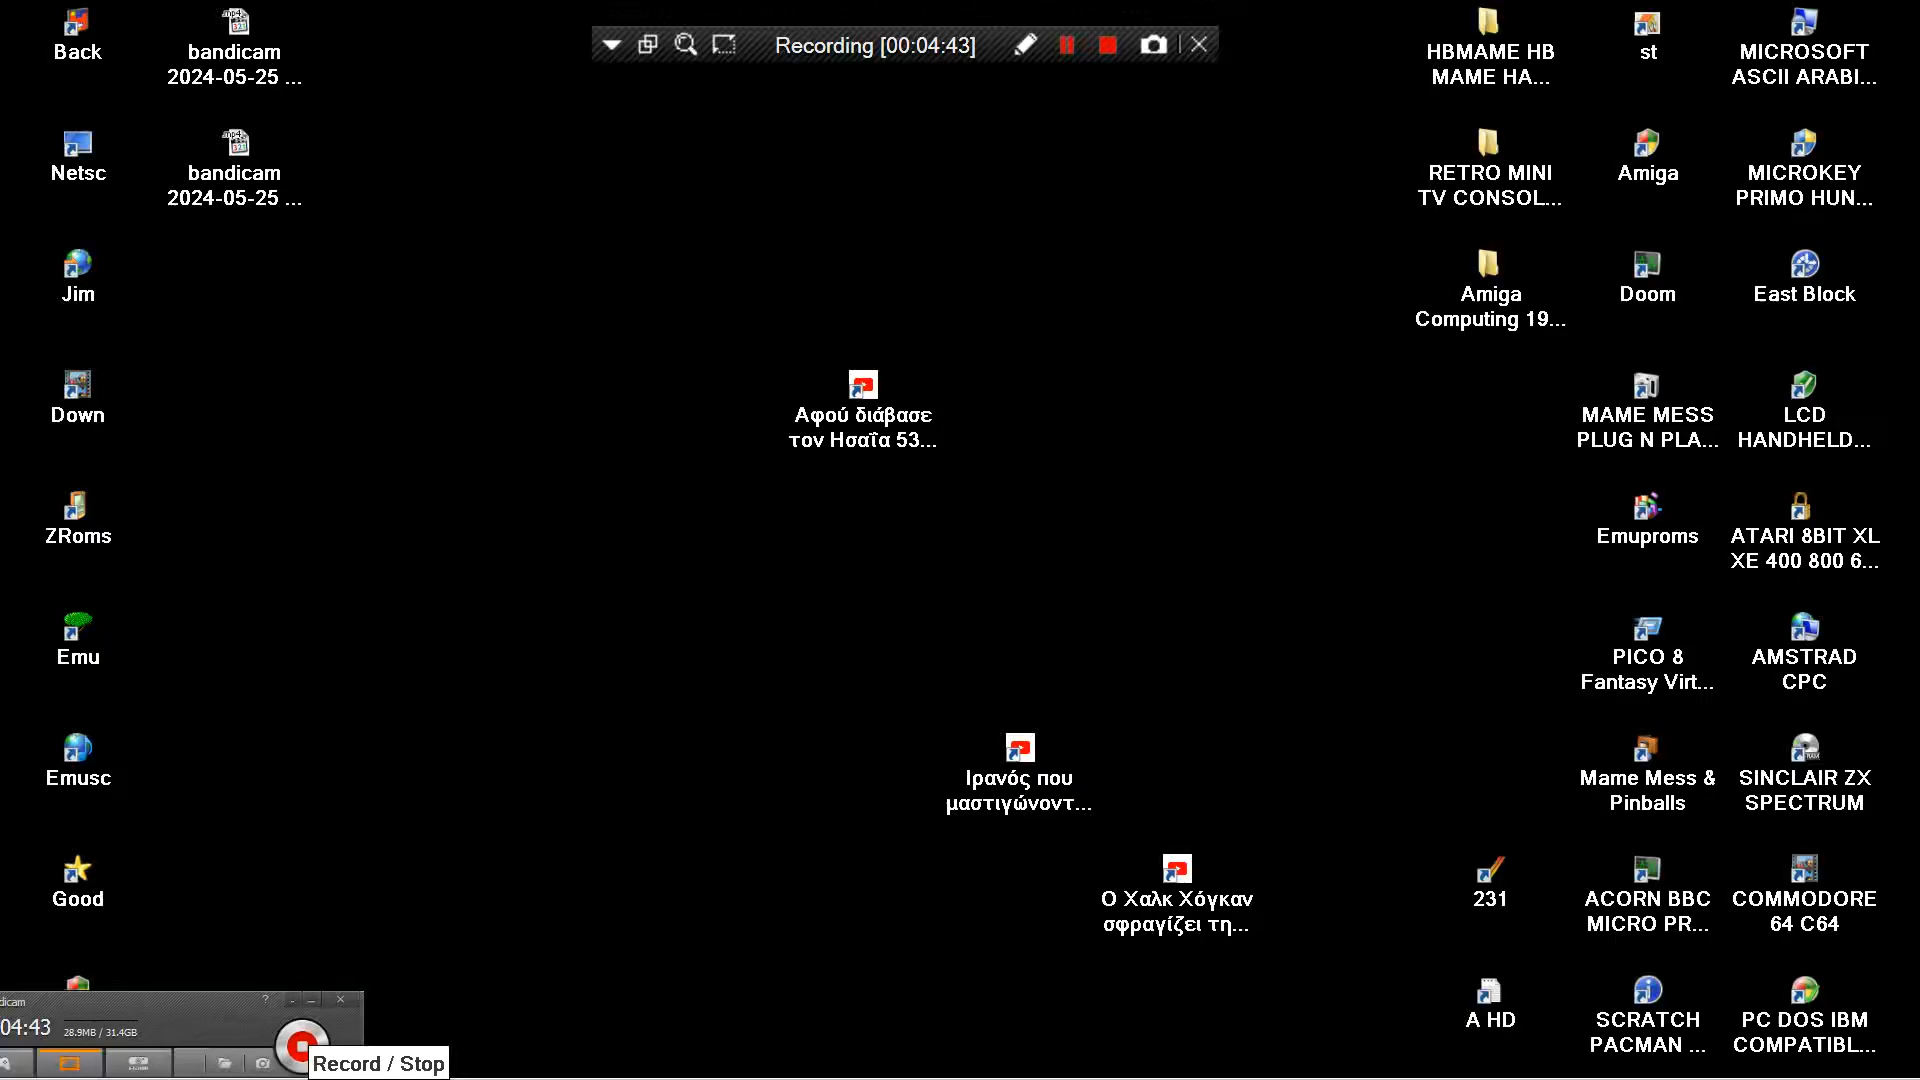 Back
bandicam
2024-05-25 ...
Recording [00:04:43]
HBMAME HB
MAME HA...
st
MICROSOFT
ASCII ARABI...
Netsc
bandicam
2024-05-25 ...
RETRO MINI
TV CONSOL...
Amiga
MICROKEY
PRIMO HUN...
Jim
Amiga
Computing 19...
Doom
East Block
Down
Αφού διάβασε
τον Ησαΐα 53...
MAME MESS
PLUG N PLA...
LCD
HANDHELD...
ZRoms
Emuproms
ATARI 8BIT XL
XE 400 800 6...
Emu
PICO 8
Fantasy Virt...
AMSTRAD
CPC
Emusc
Ιρανός που
μαστιγώνοντ...
Mame Mess &
Pinballs
SINCLAIR ZX
SPECTRUM
Good
Ο Χαλκ Χόγκαν
σφραγίζει τη...
231
ACORN BBC
MICRO PR...
COMMODORE
64 C64
A HD
SCRATCH
PACMAN ...
PC DOS IBM
COMPATIBL...
dicam
04:43
28.9MB / 31.4GB
Record / Stop